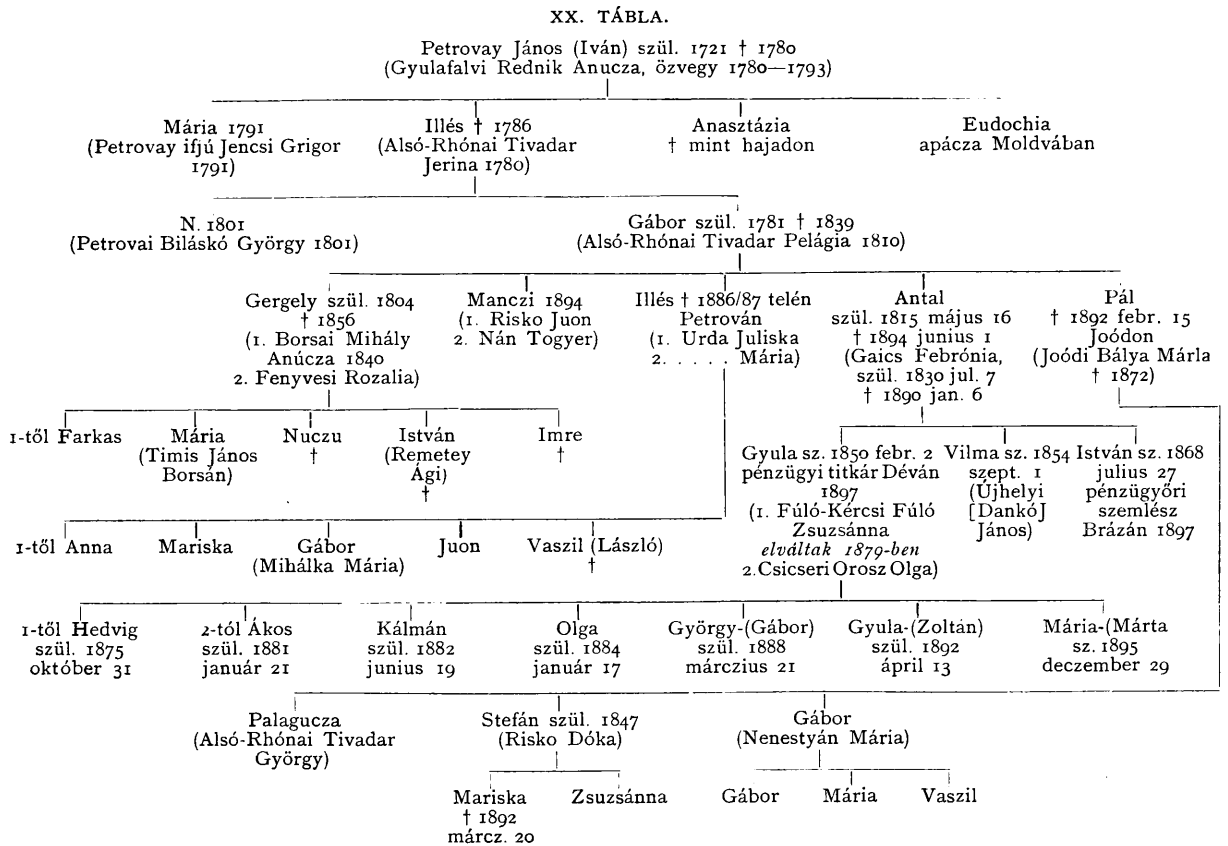 XX. TÁBLA.
Petrovay János (Iván) szül. 1721 † 1780
(Gyulafalvi Rednik Anucza, özvegy 1780—1793)
Mária 1791
(Petrovay ifjú Jencsi Grigor
1791)
Illés † 1786
(Alsó-Rhónai Tivadar
Jerina 1780)
Anasztázia
† mint hajadon
Eudochia
apácza Moldvában
N. 1801
(Petrovai Biláskó György 1801)
Gábor szül. 1781 † 1839
(Alsó-Rhónai Tivadar Pelágia 1810)
Gergely szül. 1804
† 1856
(1. Borsai Mihály
Anúcza 1840
2. Fenyvesi Rozalia)
Manczi 1894
(1. Risko Juon
2. Nán Togyer)
Illés † 1886/87 telén
Petrován
(1. Urda Juliska
2. . . . . . Mária)
Antal
szül. 1815 május 16
† 1894 junius 1
(Gaics Febrónia,
szül. 1830 jul. 7
† 1890 jan. 6
Pál
† 1892 febr. 15
Joódon
(Joódi Bálya Márla
† 1872)
1-től Farkas
Mária
(Timis János
Borsán)
Nuczu
†
István
(Remetey
Ági)
†
Imre
†
Gyula sz. 1850 febr. 2
pénzügyi titkár Déván
1897
(1. Fúló-Kércsi Fúló
Zsuzsánna
elváltak 1879-ben
2.Csicseri Orosz Olga)
Vilma sz. 1854
szept. 1
(Újhelyi
[DankóJ
János)
István sz. 1868
julius 27
pénzügyőri
szemlész
Brázán 1897
1-től Anna
Mariska
Gábor
(Mihálka Mária)
Juon
Vaszil (László)
†
1-től Hedvig
szül. 1875
október 31
2-tól Ákos
szül. 1881
január 21
Kálmán
szül. 1882
junius 19
Olga
szül. 1884
január 17
György-(Gábor)
szül. 1888
márczius 21
Gyula-(Zoltán)
szül. 1892
ápril 13
Mária-(Márta
sz. 1895
deczember 29
Palagucza
(Alsó-Rhónai Tivadar
György)
Stefán szül. 1847
(Risko Dóka)
Gábor
(Nenestyán Mária)
Mariska
† 1892
márcz. 20
Zsuzsánna
Gábor
Mária
Vaszil